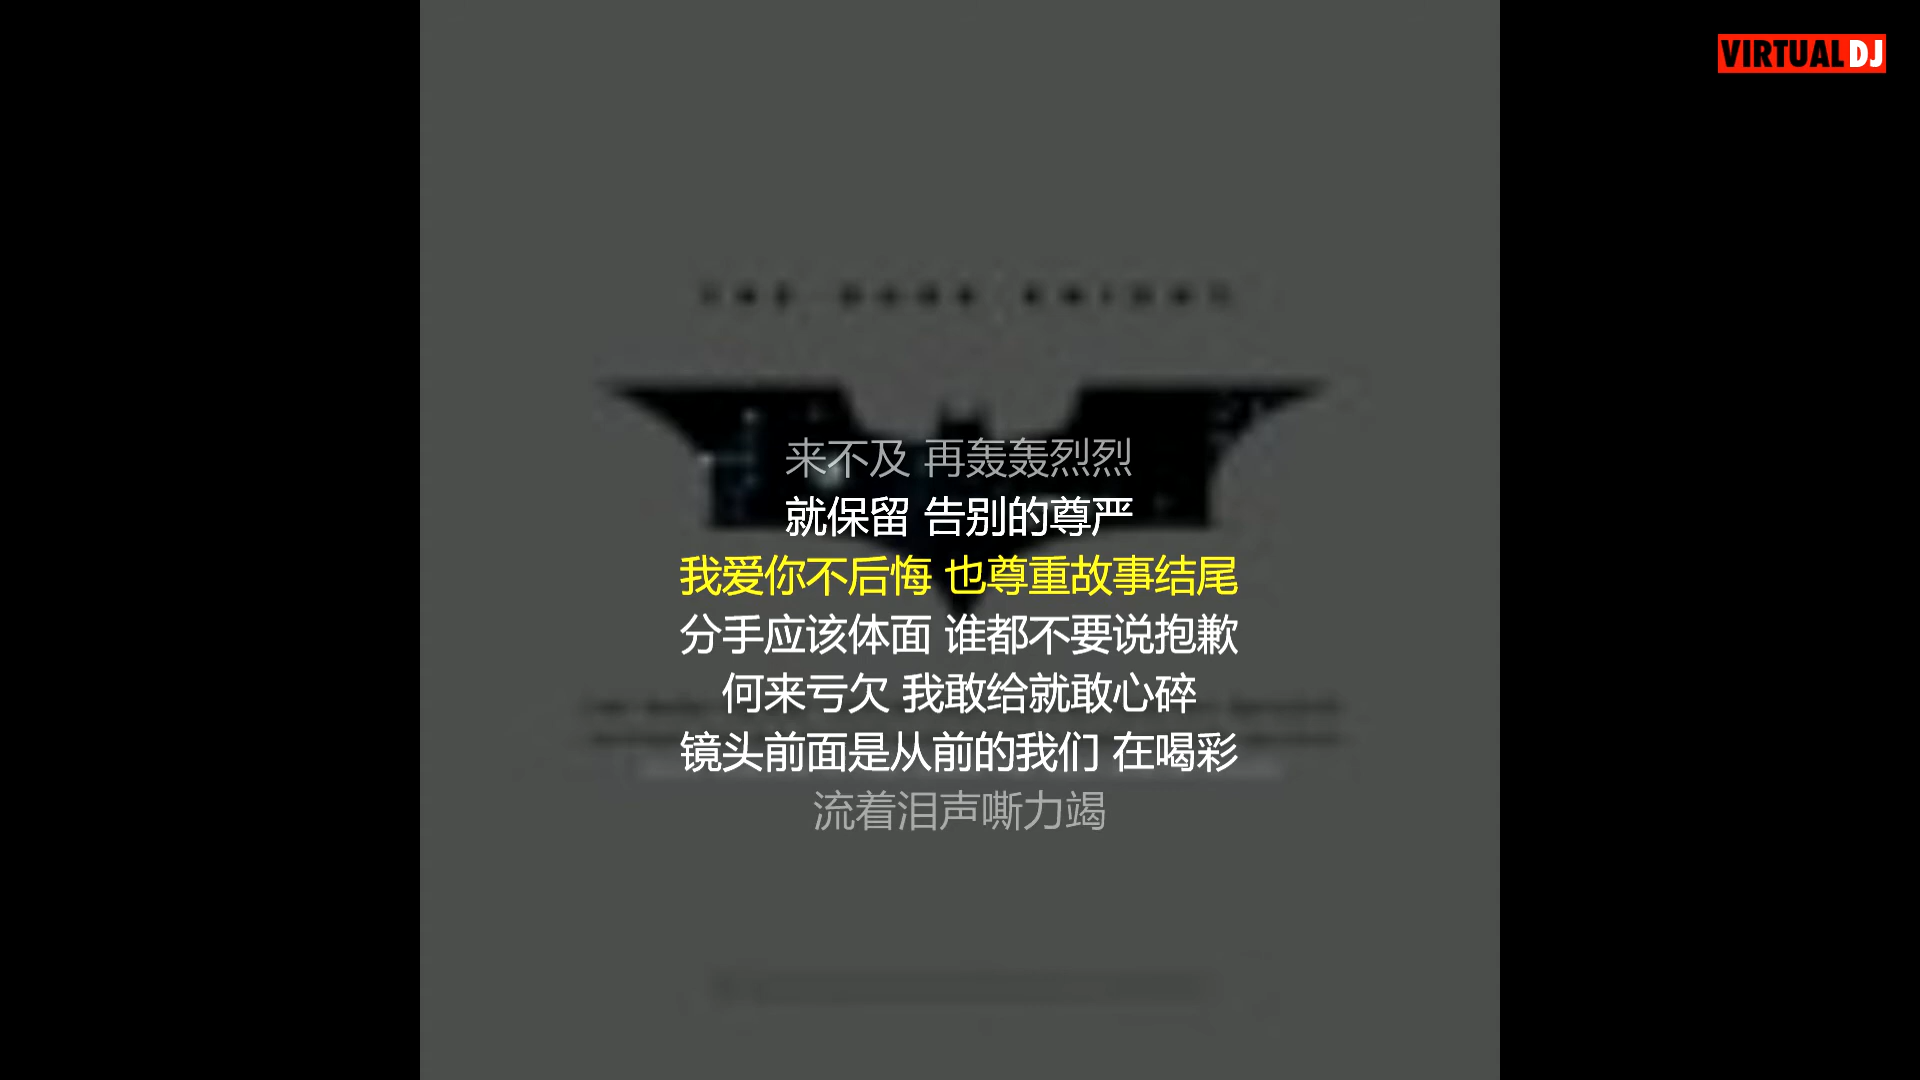 VIRTUAL DJ
THE DARK KNIGHT
来不及 再轰轰烈烈
就保留 告别的尊严
我爱你不后悔 也尊重故事结尾
分手应该体面 谁都不要说抱歉
何来亏欠 我敢给就敢心碎
镜头前面是从前的我们 在喝彩
流着泪声嘶力竭